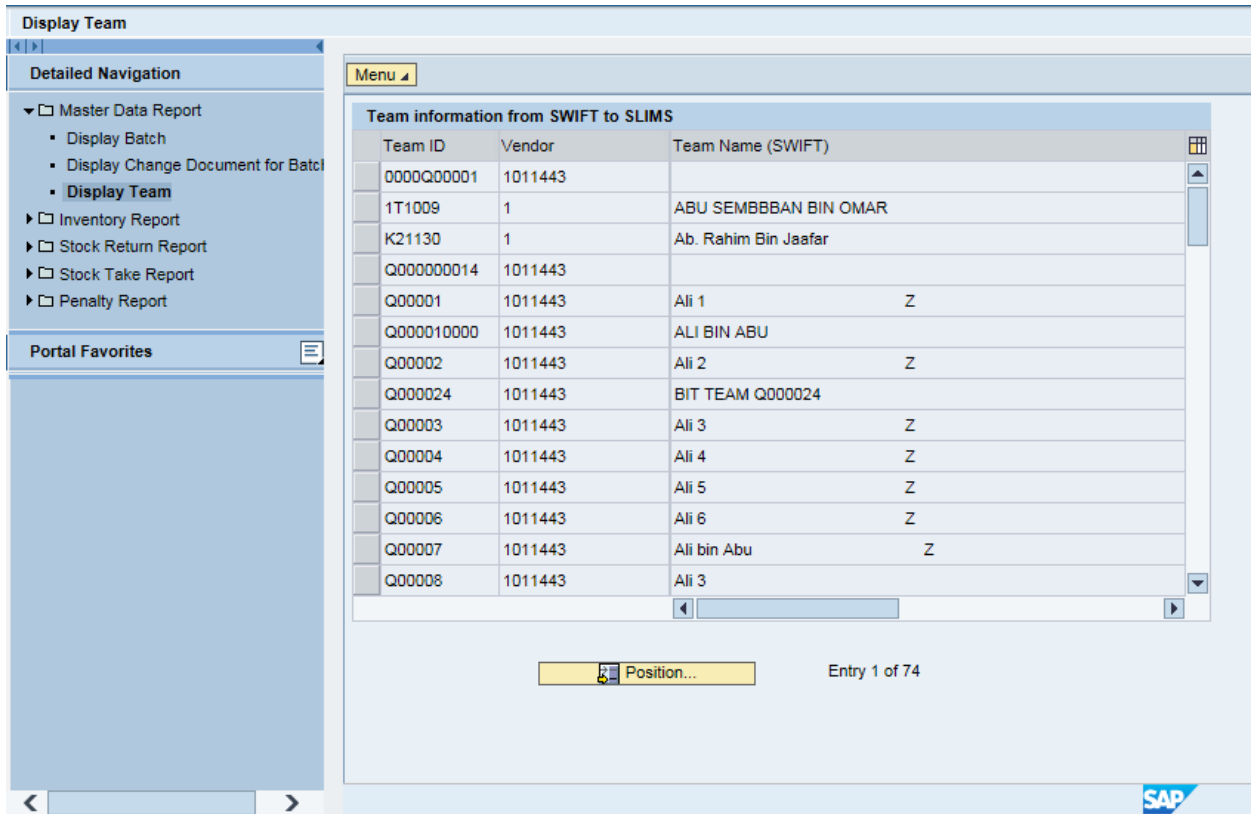 Display Team
Detailed Navigation
Master Data Report
Display Batch
Display Change Document for Batch
Display Team
Inventory Report
Stock Return Report
Stock Take Report
Penalty Report
Portal Favorites
Menu
Team information from SWIFT to SLIMS
Team ID Vendor Team Name (SWIFT)
0000Q00001 1011443
1T1009 1 ABU SEMBBBAN BIN OMAR
K21130 1 Ab. Rahim Bin Jaafar
Q000000014 1011443
Q00001 1011443 Ali 1 Z
Q000010000 1011443 ALI BIN ABU
Q00002 1011443 Ali 2 Z
Q000024 1011443 BIT TEAM Q000024
Q00003 1011443 Ali 3 Z
Q00004 1011443 Ali 4 Z
Q00005 1011443 Ali 5 Z
Q00006 1011443 Ali 6 Z
Q00007 1011443 Ali bin Abu Z
Q00008 1011443 Ali 3
Position... Entry 1 of 74
SAP